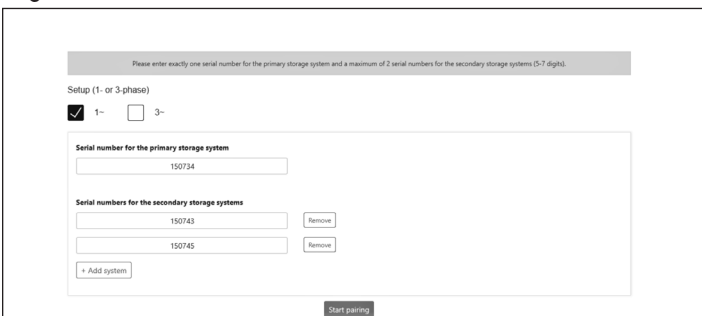 Please enter exactly one serial number for the primary storage system and a maximum of 2 serial numbers for the secondary storage systems (5-7 digits).
Setup (1- or 3-phase)
1~ 3~
Serial number for the primary storage system
150734
Serial numbers for the secondary storage systems
150743 Remove
150745 Remove
+ Add system
Start pairing